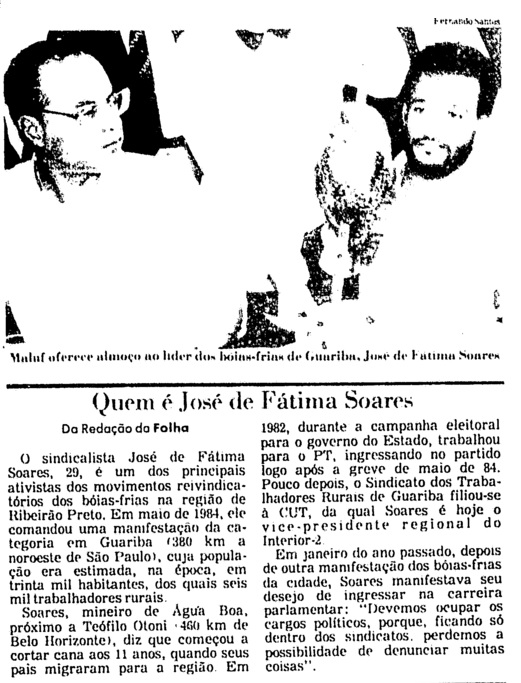 Fernando Santos
Maluf oferece almoço ao líder dos bóias-frias de Guariba, José de Fátima Soares
Quem é José de Fátima Soares
Da Redação da Folha
O sindicalista José de Fátima
Soares, 29, é um dos principais
ativistas dos movimentos reivindica-
tórios dos bóias-frias na região de
Ribeirão Preto. Em maio de 1984, ele
comandou uma manifestação da ca-
tegoria em Guariba (380 km a
noroeste de São Paulo), cuja popula-
ção era estimada, na época, em
trinta mil habitantes, dos quais seis
mil trabalhadores rurais.
Soares, mineiro de Água Boa,
próximo a Teófilo Otoni (460 km de
Belo Horizonte), diz que começou a
cortar cana aos 11 anos, quando seus
pais migraram para a região. Em
1982, durante a campanha eleitoral
para o governo do Estado, trabalhou
para o PT, ingressando no partido
logo após a greve de maio de 84.
Pouco depois, o Sindicato dos Traba-
lhadores Rurais de Guariba filiou-se
à CUT, da qual Soares é hoje o
vice-presidente regional do
Interior-2.
Em janeiro do ano passado, depois
de outra manifestação dos bóias-frias
da cidade, Soares manifestava seu
desejo de ingressar na carreira
parlamentar: "Devemos ocupar os
cargos políticos, porque, ficando só
dentro dos sindicatos, perdemos a
possibilidade de denunciar muitas
coisas".